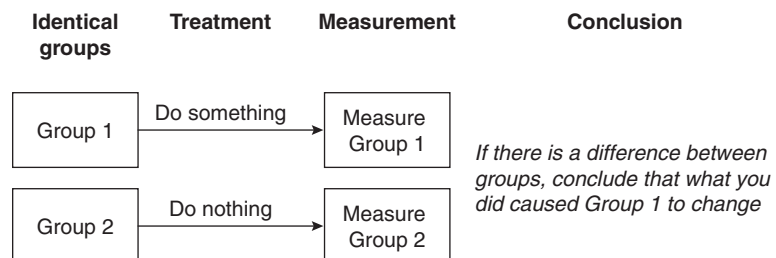 Identical
groups
Treatment
Measurement
Conclusion
Group 1
Do something
Measure
Group 1
If there is a difference between
groups, conclude that what you
did caused Group 1 to change
Group 2
Do nothing
Measure
Group 2